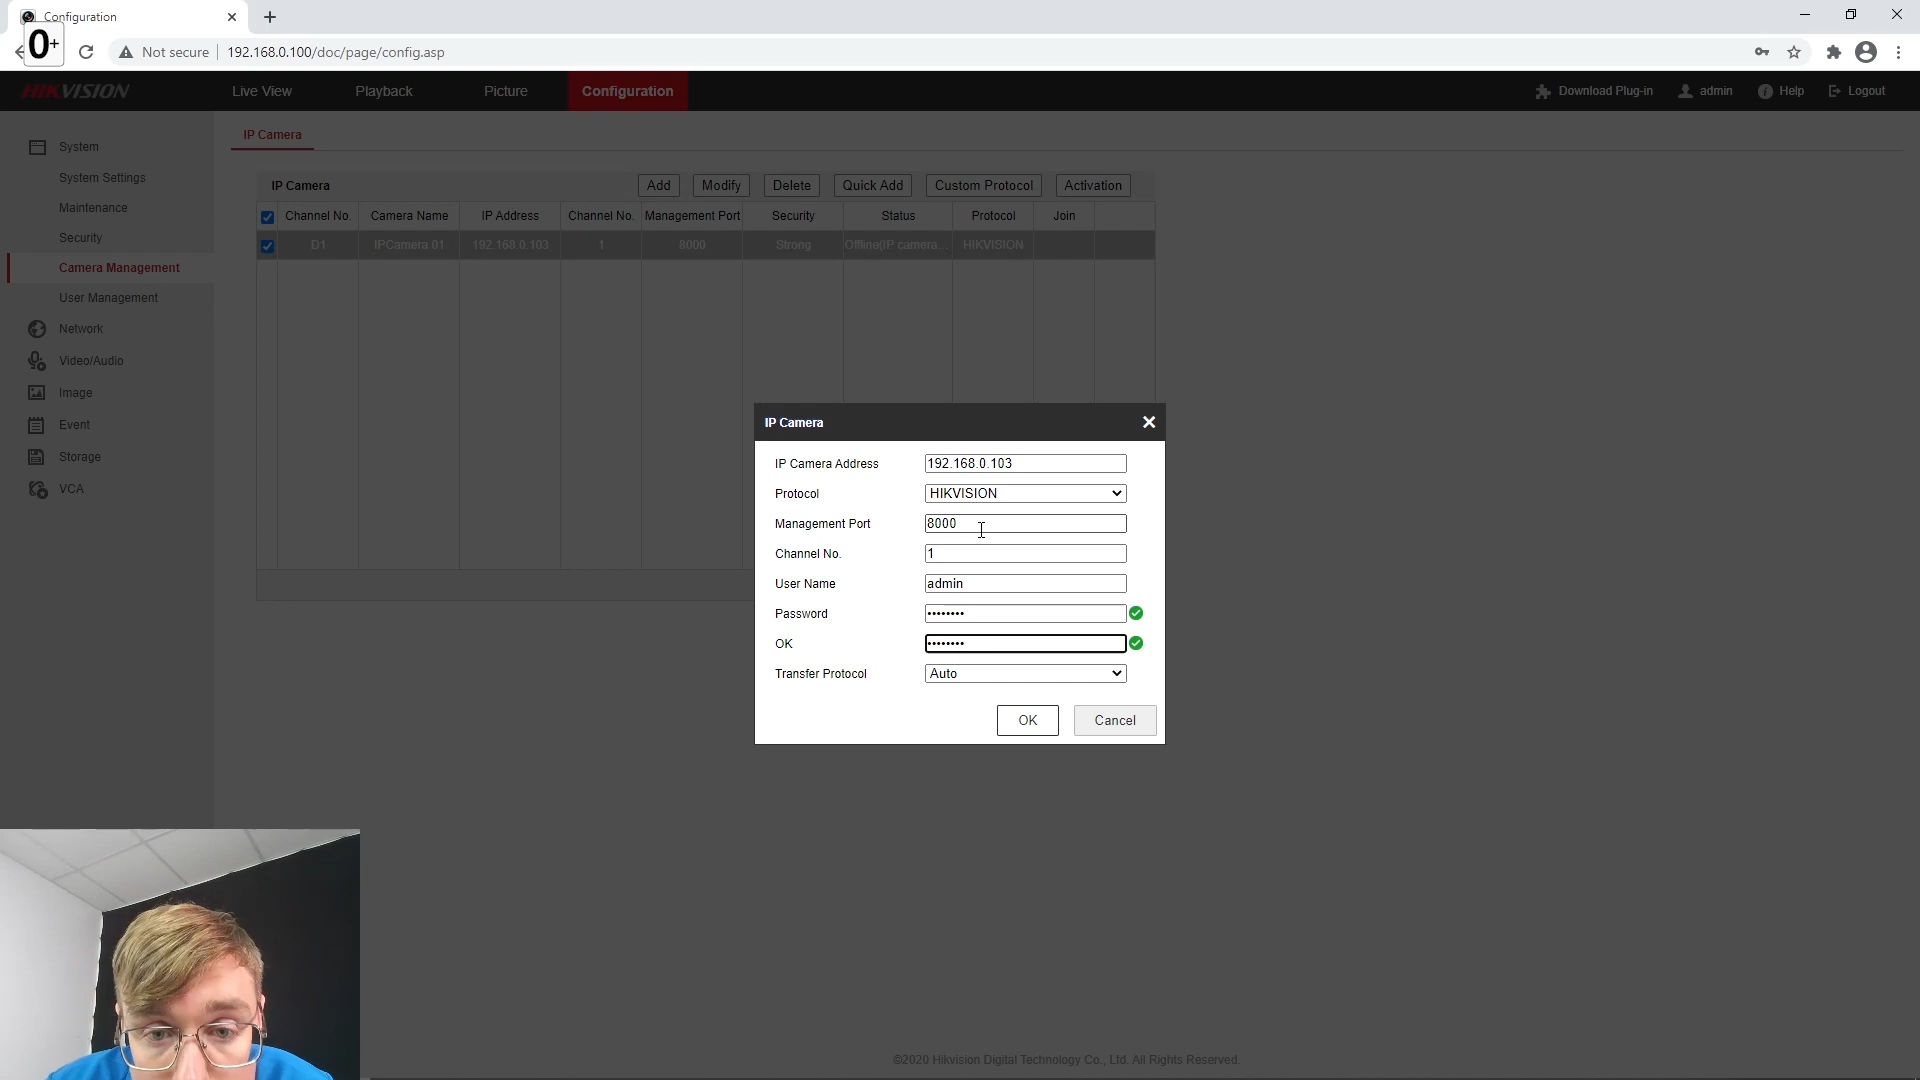 Configuration
0+
Not secure
192.168.0.100/doc/page/config.asp
HIKVISION
Live View
Playback
Picture
Configuration
Download Plug-in
admin
Help
Logout
System
System Settings
Maintenance
Security
Camera Management
User Management
Network
Video/Audio
Image
Event
Storage
VCA
IP Camera
IP Camera
Add
Modify
Delete
Quick Add
Custom Protocol
Activation
Channel No. Camera Name IP Address Channel No. Management Port Security Status Protocol Join
D1 IPCamera 01 192.168.0.103 1 8000 Strong Offline(IP camera... HIKVISION
IP Camera
IP Camera Address 192.168.0.103
Protocol HIKVISION
Management Port 8000
Channel No. 1
User Name admin
Password ••••••••
OK ••••••••
Transfer Protocol Auto
OK
Cancel
©2020 Hikvision Digital Technology Co., Ltd. All Rights Reserved.